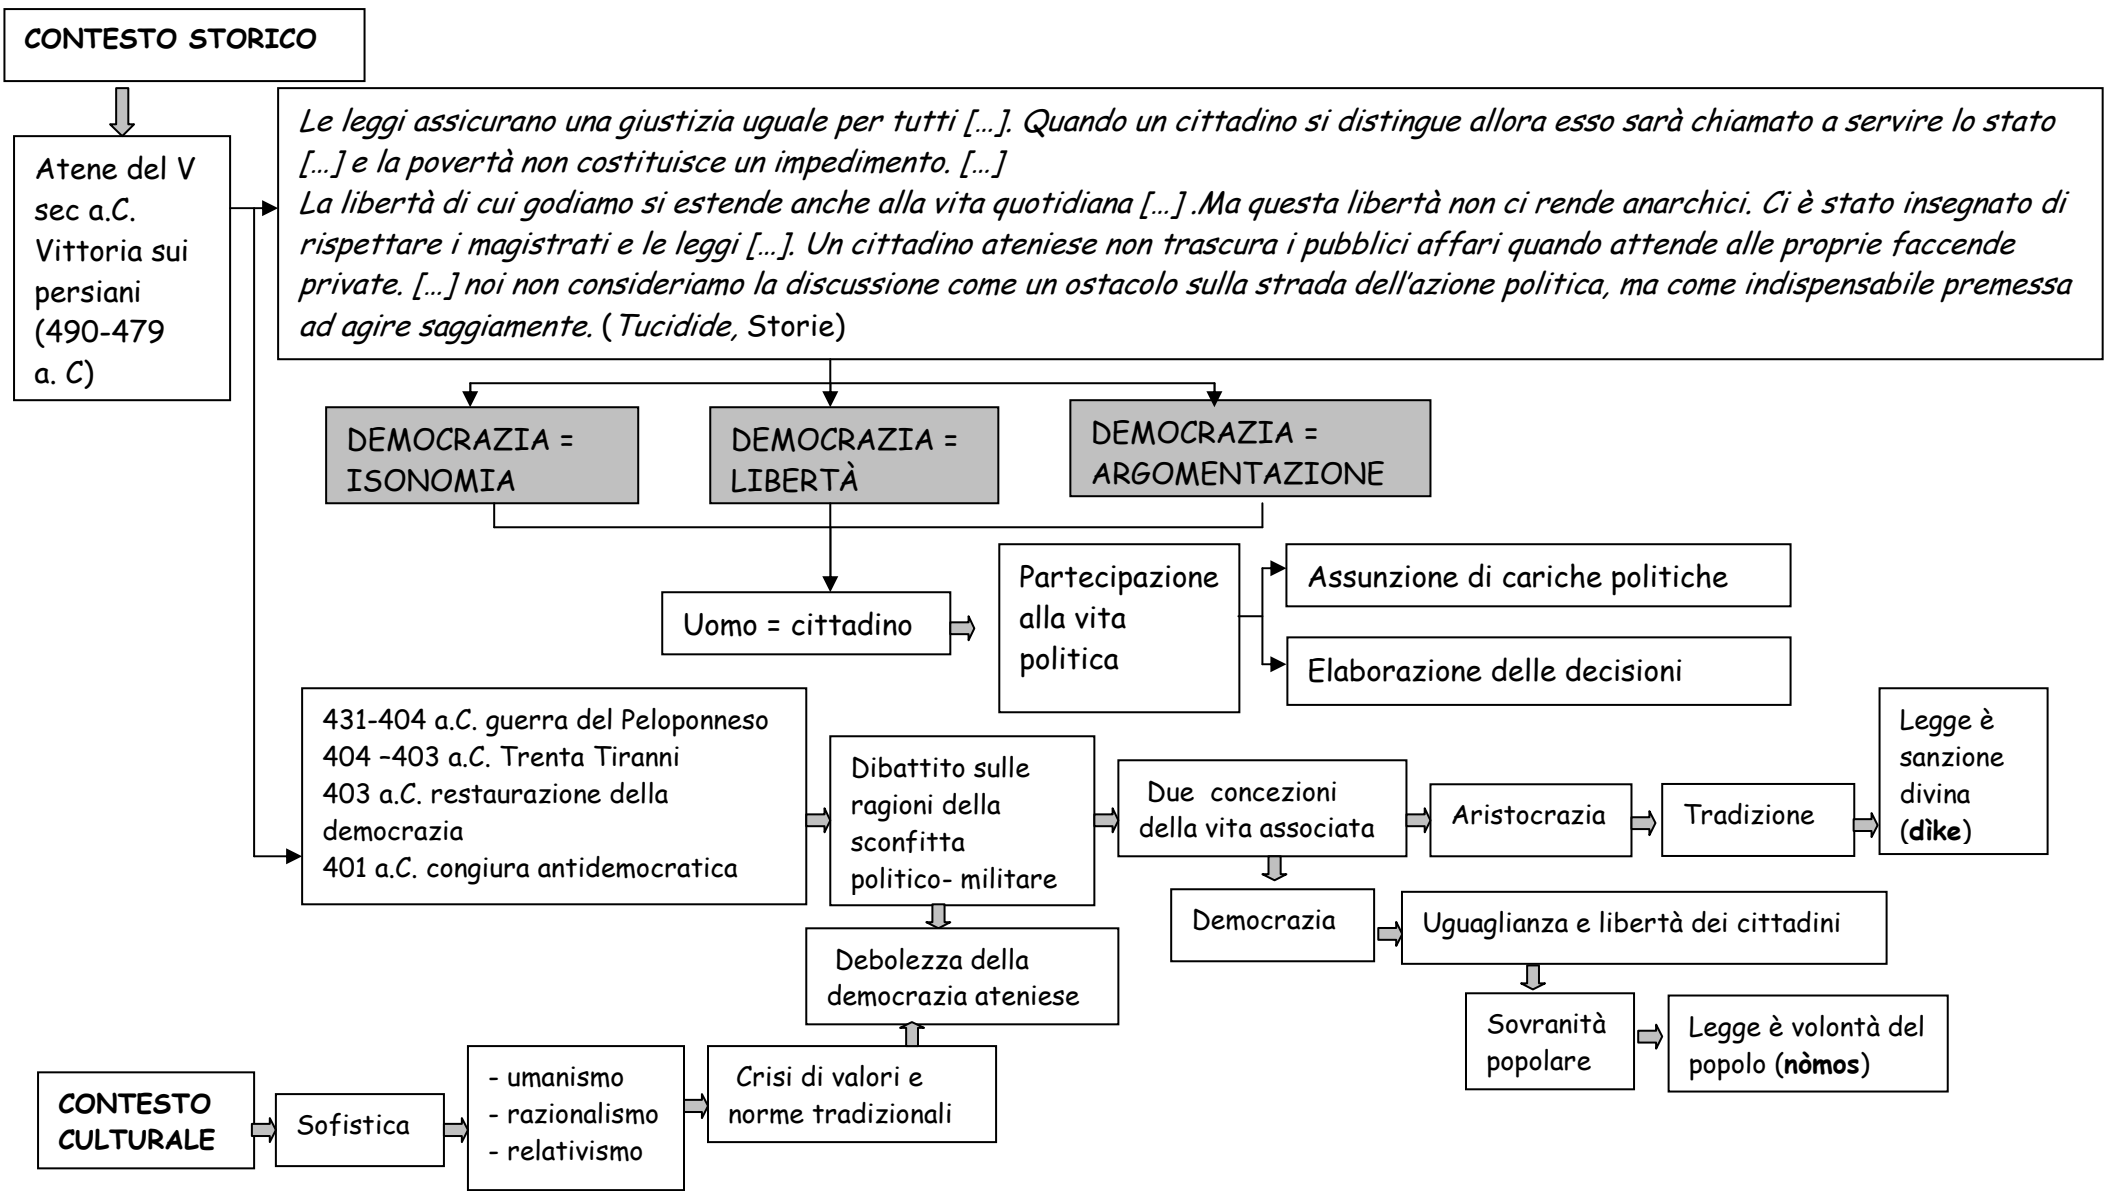 CONTESTO STORICO
Atene del V
sec a.C.
Vittoria sui
persiani
(490-479
a. C)
Le leggi assicurano una giustizia uguale per tutti […]. Quando un cittadino si distingue allora esso sarà chiamato a servire lo stato
[…] e la povertà non costituisce un impedimento. […]
La libertà di cui godiamo si estende anche alla vita quotidiana […] .Ma questa libertà non ci rende anarchici. Ci è stato insegnato di
rispettare i magistrati e le leggi […]. Un cittadino ateniese non trascura i pubblici affari quando attende alle proprie faccende
private. […] noi non consideriamo la discussione come un ostacolo sulla strada dell’azione politica, ma come indispensabile premessa
ad agire saggiamente. (Tucidide, Storie)
DEMOCRAZIA =
ISONOMIA
DEMOCRAZIA =
LIBERTÀ
DEMOCRAZIA =
ARGOMENTAZIONE
Uomo = cittadino
Partecipazione
alla vita
politica
Assunzione di cariche politiche
Elaborazione delle decisioni
431-404 a.C. guerra del Peloponneso
404 –403 a.C. Trenta Tiranni
403 a.C. restaurazione della
democrazia
401 a.C. congiura antidemocratica
Dibattito sulle
ragioni della
sconfitta
politico- militare
Due concezioni
della vita associata
Aristocrazia
Tradizione
Legge è
sanzione
divina
(dìke)
Democrazia
Uguaglianza e libertà dei cittadini
Debolezza della
democrazia ateniese
Sovranità
popolare
Legge è volontà del
popolo (nòmos)
CONTESTO
CULTURALE
Sofistica
- umanismo
- razionalismo
- relativismo
Crisi di valori e
norme tradizionali